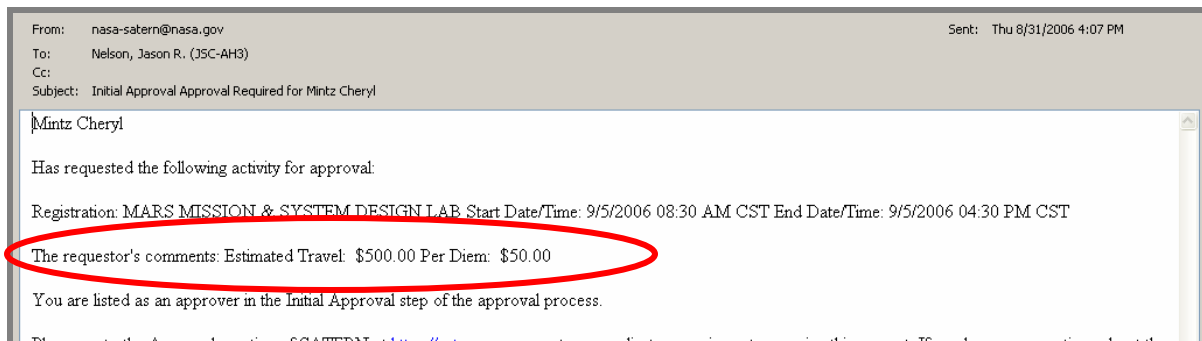 From: nasa-satern@nasa.gov Sent: Thu 8/31/2006 4:07 PM
To: Nelson, Jason R. (JSC-AH3)
Cc:
Subject: Initial Approval Approval Required for Mintz Cheryl
Mintz Cheryl
Has requested the following activity for approval:
Registration: MARS MISSION & SYSTEM DESIGN LAB Start Date/Time: 9/5/2006 08:30 AM CST End Date/Time: 9/5/2006 04:30 PM CST
The requestor's comments: Estimated Travel: $500.00 Per Diem: $50.00
You are listed as an approver in the Initial Approval step of the approval process.